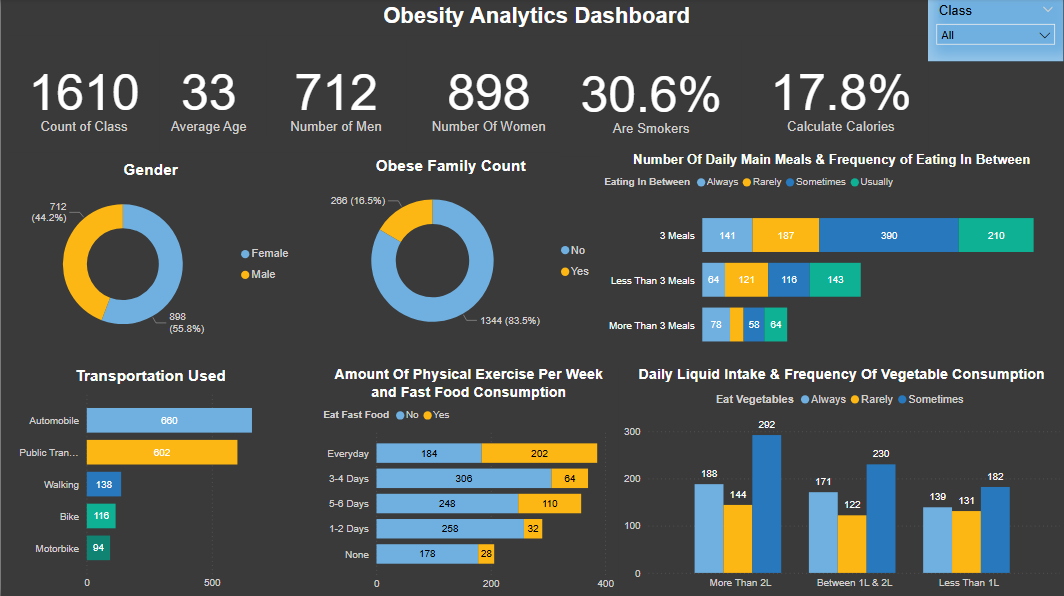 Obesity Analytics Dashboard
Class
All
1610
Count of Class
33
Average Age
712
Number of Men
898
Number Of Women
30.6%
Are Smokers
17.8%
Calculate Calories
Gender
712
(44.2%)
898
(55.8%)
Female
Male
Obese Family Count
266 (16.5%)
1344 (83.5%)
No
Yes
Number Of Daily Main Meals & Frequency of Eating In Between
Eating In Between Always Rarely Sometimes Usually
3 Meals 141 187 390 210
Less Than 3 Meals 64 121 116 143
More Than 3 Meals 78 58 64
Transportation Used
Automobile 660
Public Tran... 602
Walking 138
Bike 116
Motorbike 94
0 500
Amount Of Physical Exercise Per Week
and Fast Food Consumption
Eat Fast Food No Yes
Everyday 184 202
3-4 Days 306 64
5-6 Days 248 110
1-2 Days 258 32
None 178 28
0 200 400
Daily Liquid Intake & Frequency Of Vegetable Consumption
Eat Vegetables Always Rarely Sometimes
300
200
100
0
188 144 292
171 122 230
139 131 182
More Than 2L Between 1L & 2L Less Than 1L